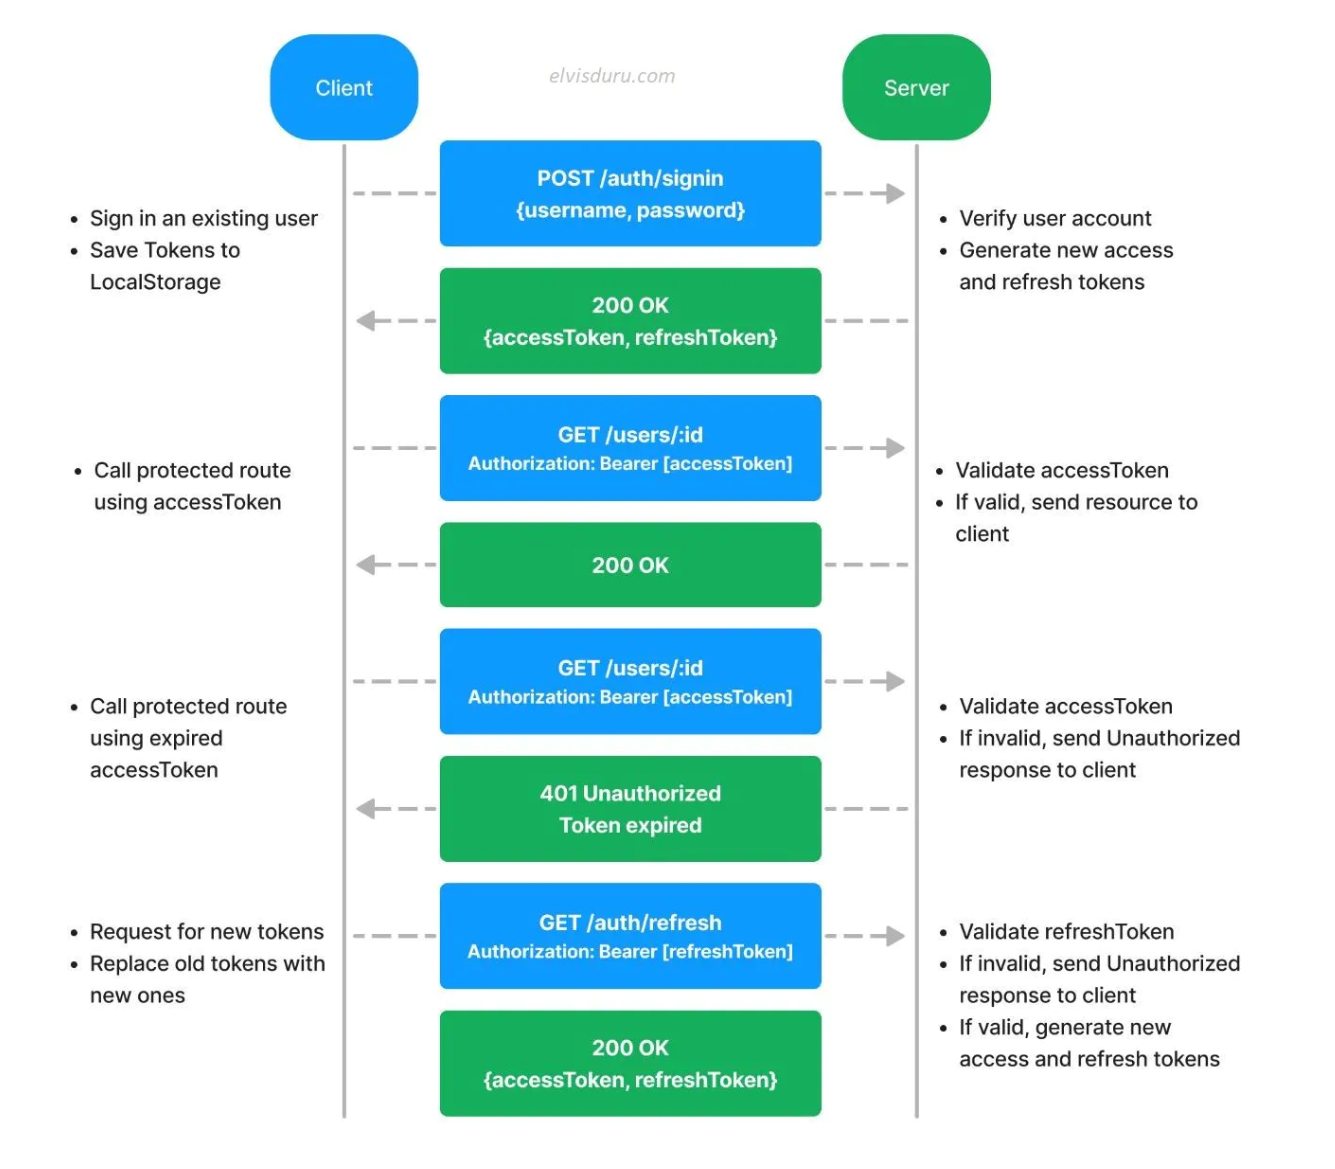 Client
elvisduru.com
Server
POST /auth/signin
{username, password}
• Sign in an existing user
• Save Tokens to
LocalStorage
• Verify user account
• Generate new access
and refresh tokens
200 OK
{accessToken, refreshToken}
GET /users/:id
Authorization: Bearer [accessToken]
• Call protected route
using accessToken
• Validate accessToken
• If valid, send resource to
client
200 OK
GET /users/:id
Authorization: Bearer [accessToken]
• Call protected route
using expired
accessToken
• Validate accessToken
• If invalid, send Unauthorized
response to client
401 Unauthorized
Token expired
GET /auth/refresh
Authorization: Bearer [refreshToken]
• Request for new tokens
• Replace old tokens with
new ones
• Validate refreshToken
• If invalid, send Unauthorized
response to client
• If valid, generate new
access and refresh tokens
200 OK
{accessToken, refreshToken}